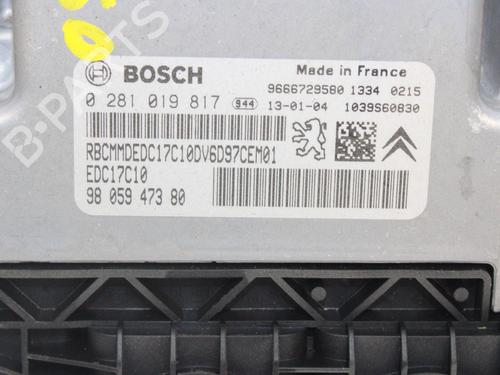 BOSCH
Made in France
9666729580 1334 0215
0 281 019 817 944 13-01-04 1039S60830
RBCMMDEDC17C10DV6D97CEM01
EDC17C10
98 059 473 80
B-PARTS